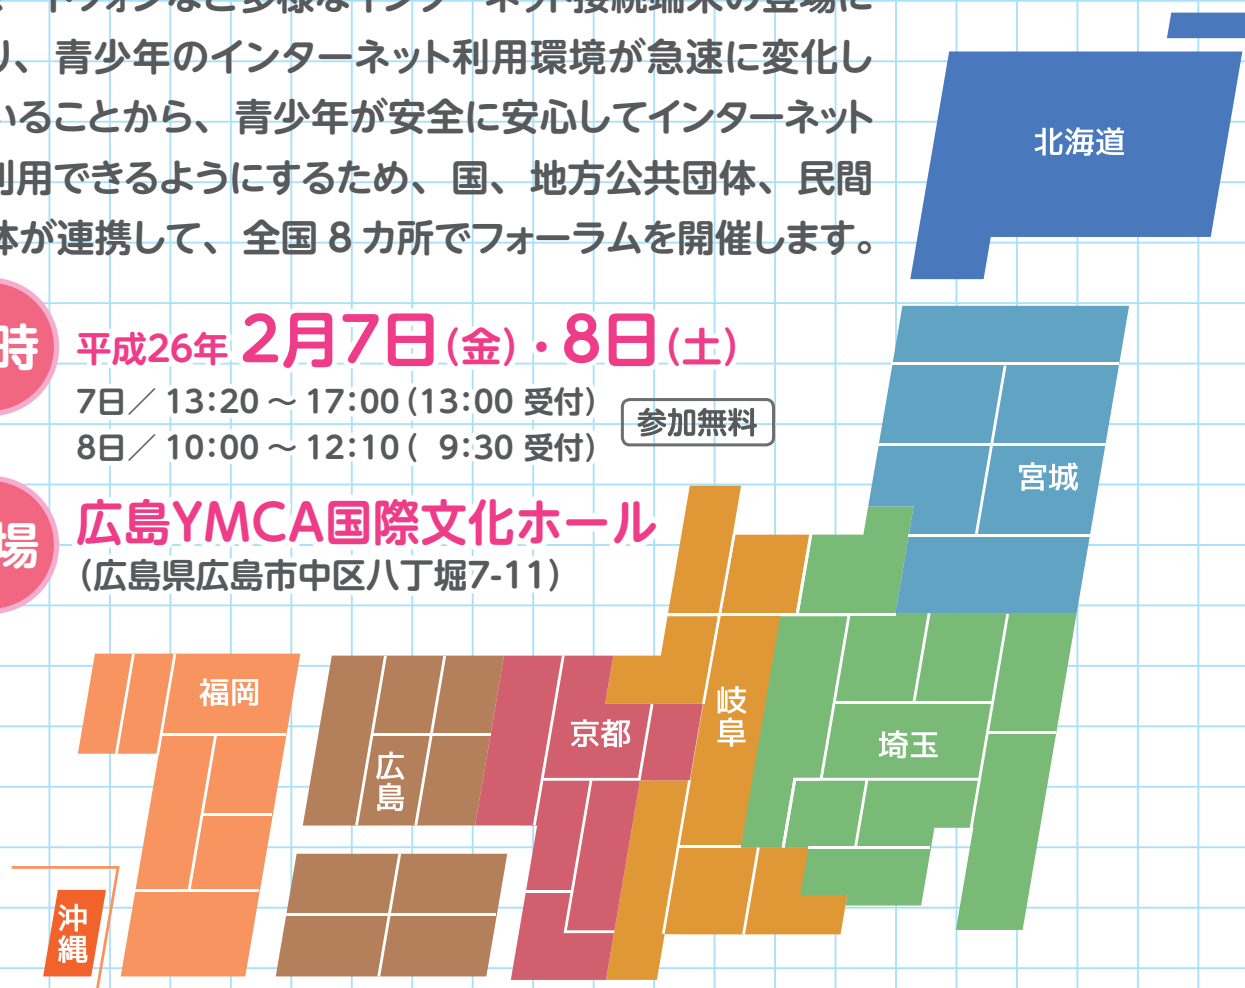 り、青少年のインターネット利用環境が急速に変化し
いることから、青少年が安全に安心してインターネット
利用できるようにするため、国、地方公共団体、民間
体が連携して、全国 8 カ所でフォーラムを開催します。
時
平成26年 2月7日(金)・8日(土)
7日／ 13:20 〜 17:00 (13:00 受付)
8日／ 10:00 〜 12:10 ( 9:30 受付)
参加無料
場
広島YMCA国際文化ホール
(広島県広島市中区八丁堀7-11)
北海道
宮城
埼玉
岐阜
京都
広島
福岡
沖縄